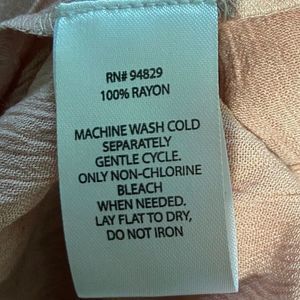 RN# 94829
100% RAYON
MACHINE WASH COLD
SEPARATELY
GENTLE CYCLE.
ONLY NON-CHLORINE
BLEACH
WHEN NEEDED.
LAY FLAT TO DRY,
DO NOT IRON